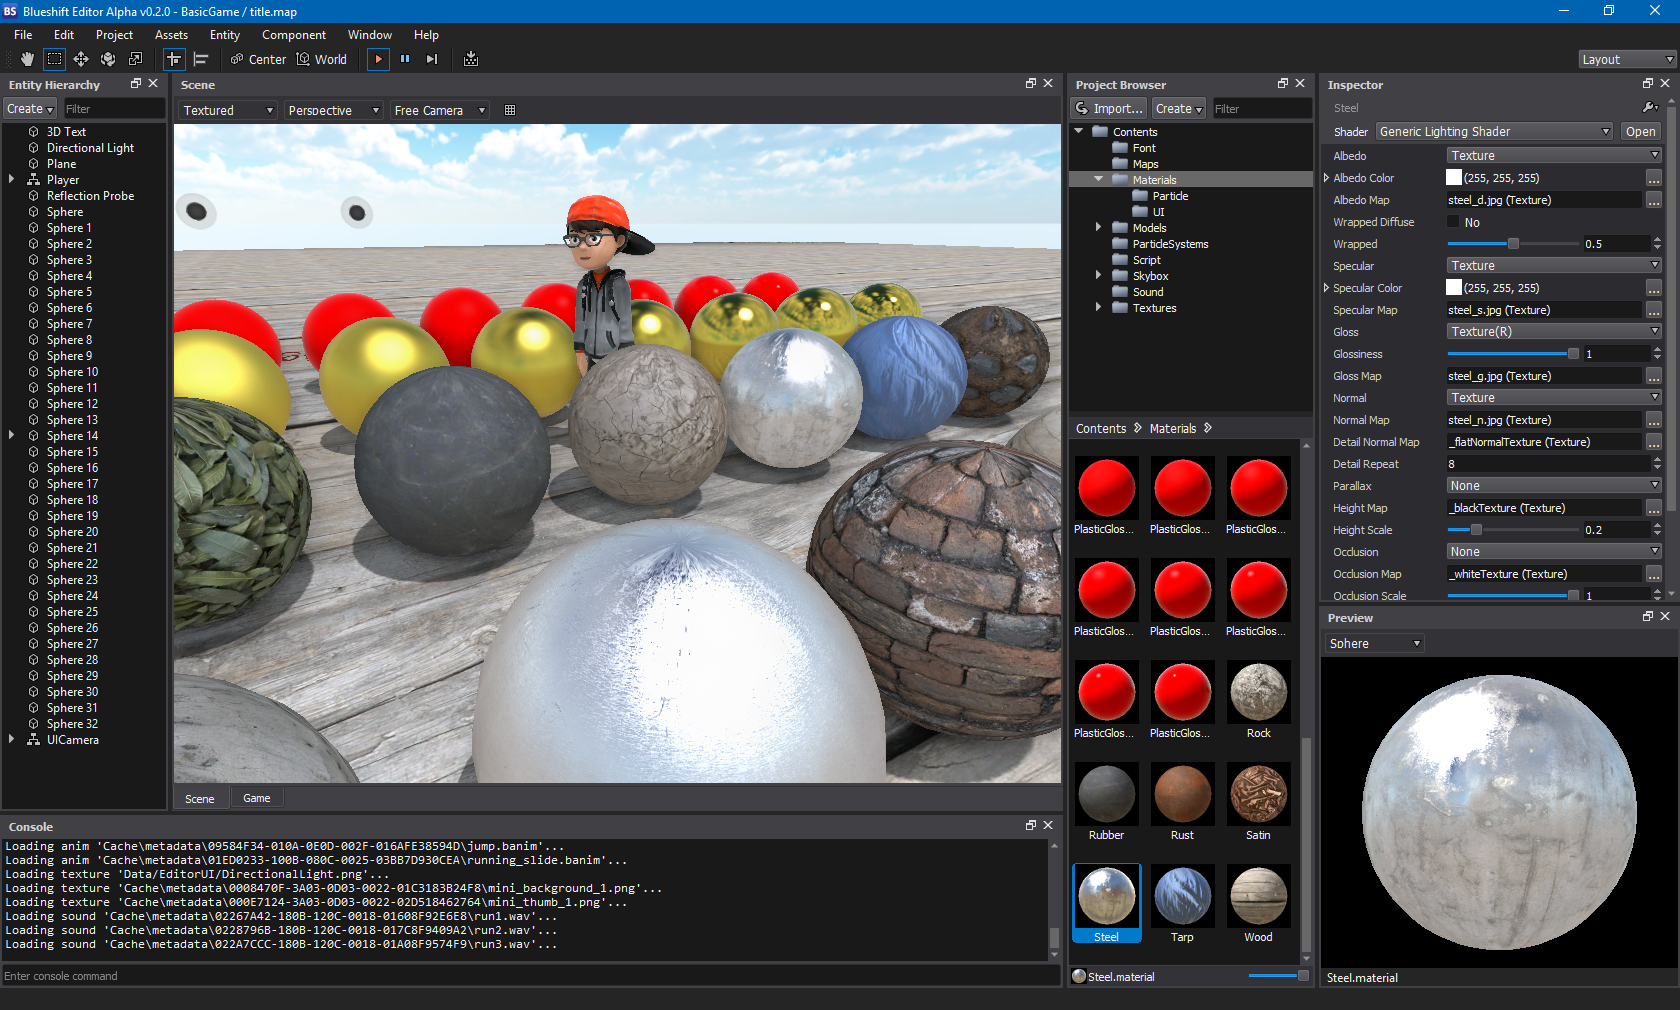 BS Blueshift Editor Alpha v0.2.0 - BasicGame / title.map
File Edit Project Assets Entity Component Window Help
Center World Layout
Entity Hierarchy
Create Filter
3D Text
Directional Light
Plane
Player
Reflection Probe
Sphere
Sphere 1
Sphere 2
Sphere 3
Sphere 4
Sphere 5
Sphere 6
Sphere 7
Sphere 8
Sphere 9
Sphere 10
Sphere 11
Sphere 12
Sphere 13
Sphere 14
Sphere 15
Sphere 16
Sphere 17
Sphere 18
Sphere 19
Sphere 20
Sphere 21
Sphere 22
Sphere 23
Sphere 24
Sphere 25
Sphere 26
Sphere 27
Sphere 28
Sphere 29
Sphere 30
Sphere 31
Sphere 32
UICamera
Scene
Textured Perspective Free Camera
Scene Game
Console
Loading anim 'Cache\metadata\09584F34-010A-0E0D-002F-016AFE38594D\jump.banim'...
Loading anim 'Cache\metadata\01ED0233-100B-080C-0025-03BB7D930CEA\running_slide.banim'...
Loading texture 'Data/EditorUI/DirectionalLight.png'...
Loading texture 'Cache\metadata\0008470F-3A03-0D03-0022-01C3183B24F8\mini_background_1.png'...
Loading texture 'Cache\metadata\000E7124-3A03-0D03-0022-02D518462764\mini_thumb_1.png'...
Loading sound 'Cache\metadata\02267A42-180B-120C-0018-01608F92E6E8\run1.wav'...
Loading sound 'Cache\metadata\0228796B-180B-120C-0018-017C8F9409A2\run2.wav'...
Loading sound 'Cache\metadata\022A7CCC-180B-120C-0018-01A08F9574F9\run3.wav'...
Enter console command
Project Browser
Import... Create Filter
Contents
Font
Maps
Materials
Particle
UI
Models
ParticleSystems
Script
Skybox
Sound
Textures
Contents Materials
PlasticGlos... PlasticGlos... PlasticGlos...
PlasticGlos... PlasticGlos... PlasticGlos...
PlasticGlos... PlasticGlos... Rock
Rubber Rust Satin
Steel Tarp Wood
Steel.material
Inspector
Steel
Shader Generic Lighting Shader Open
Albedo Texture
Albedo Color (255, 255, 255) ...
Albedo Map steel_d.jpg (Texture) ...
Wrapped Diffuse No
Wrapped 0.5
Specular Texture
Specular Color (255, 255, 255) ...
Specular Map steel_s.jpg (Texture) ...
Gloss Texture(R)
Glossiness 1
Gloss Map steel_g.jpg (Texture) ...
Normal Texture
Normal Map steel_n.jpg (Texture) ...
Detail Normal Map _flatNormalTexture (Texture) ...
Detail Repeat 8
Parallax None
Height Map _blackTexture (Texture) ...
Height Scale 0.2
Occlusion None
Occlusion Map _whiteTexture (Texture) ...
Occlusion Scale 1
Preview
Sphere
Steel.material